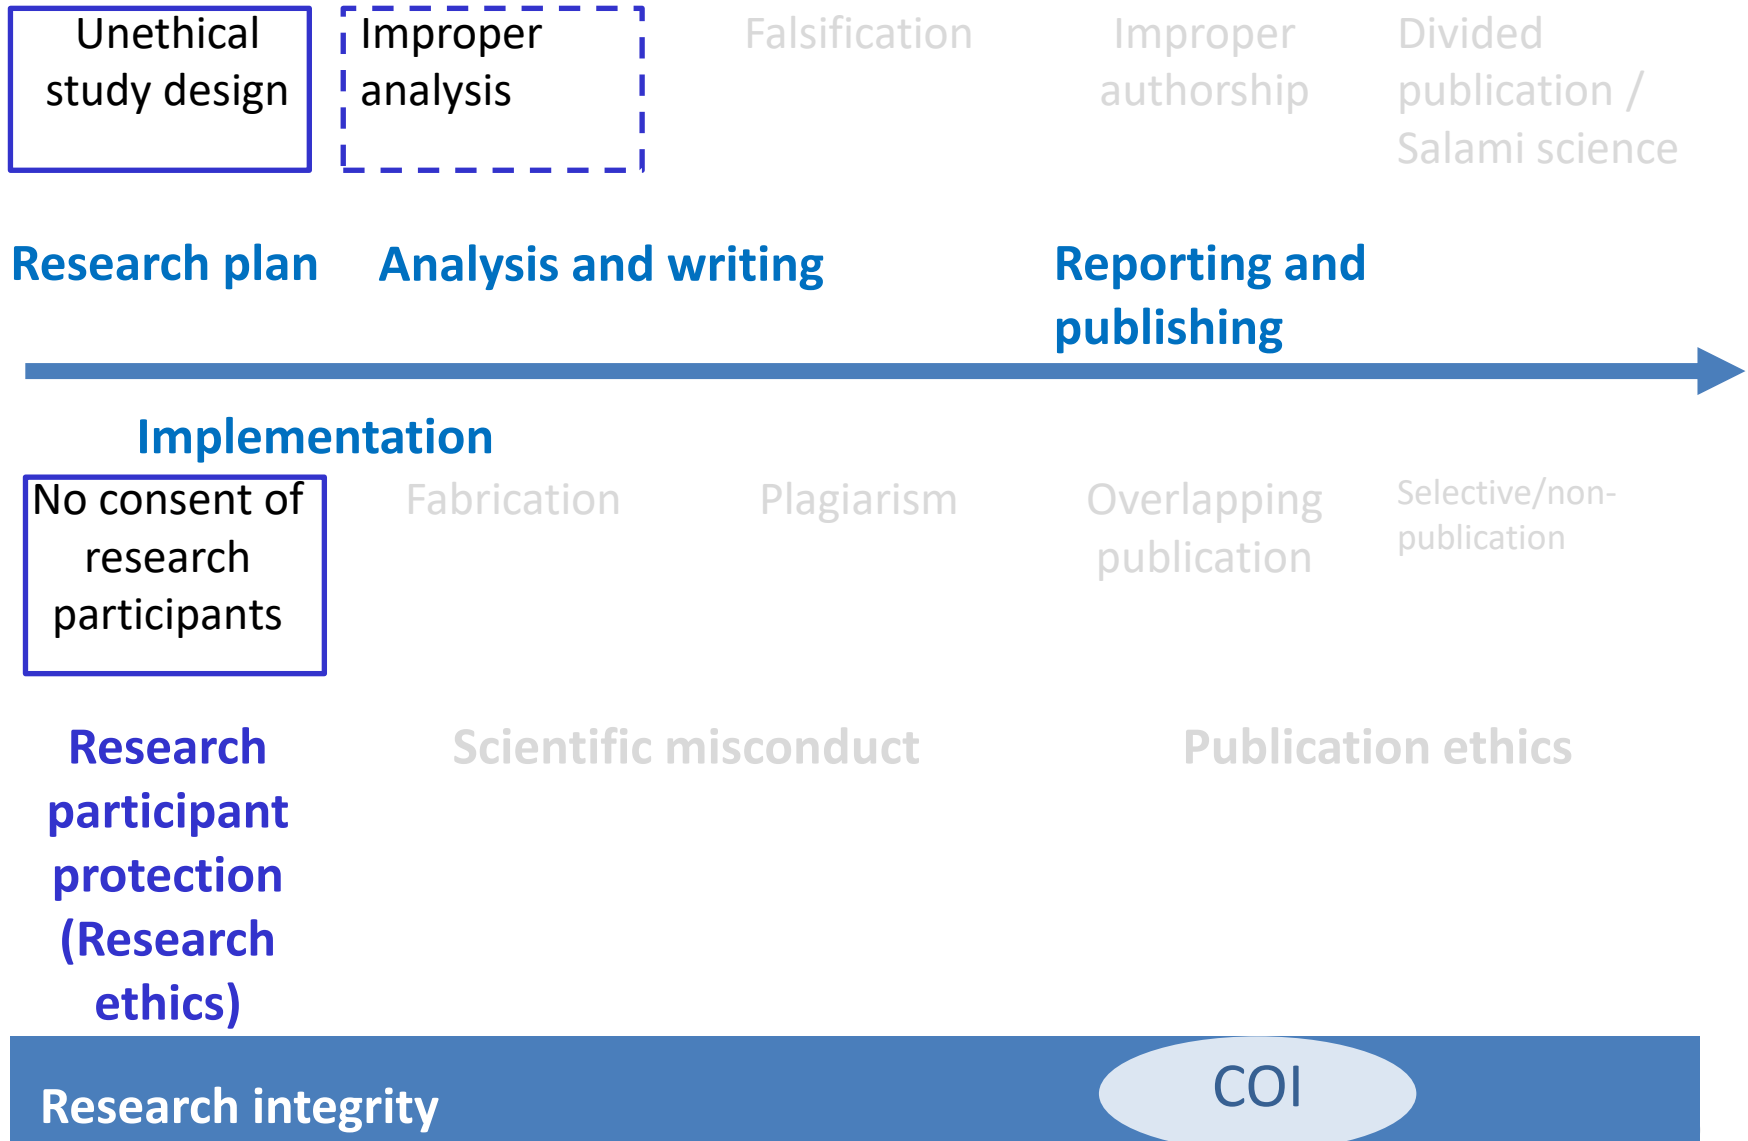 Unethical
study design
Improper
analysis
Falsification
Improper
authorship
Divided
publication /
Salami science
Research plan
Analysis and writing
Reporting and
publishing
Implementation
No consent of
research
participants
Fabrication
Plagiarism
Overlapping
publication
Selective/non-
publication
Research
participant
protection
(Research
ethics)
Scientific misconduct
Publication ethics
Research integrity
COI